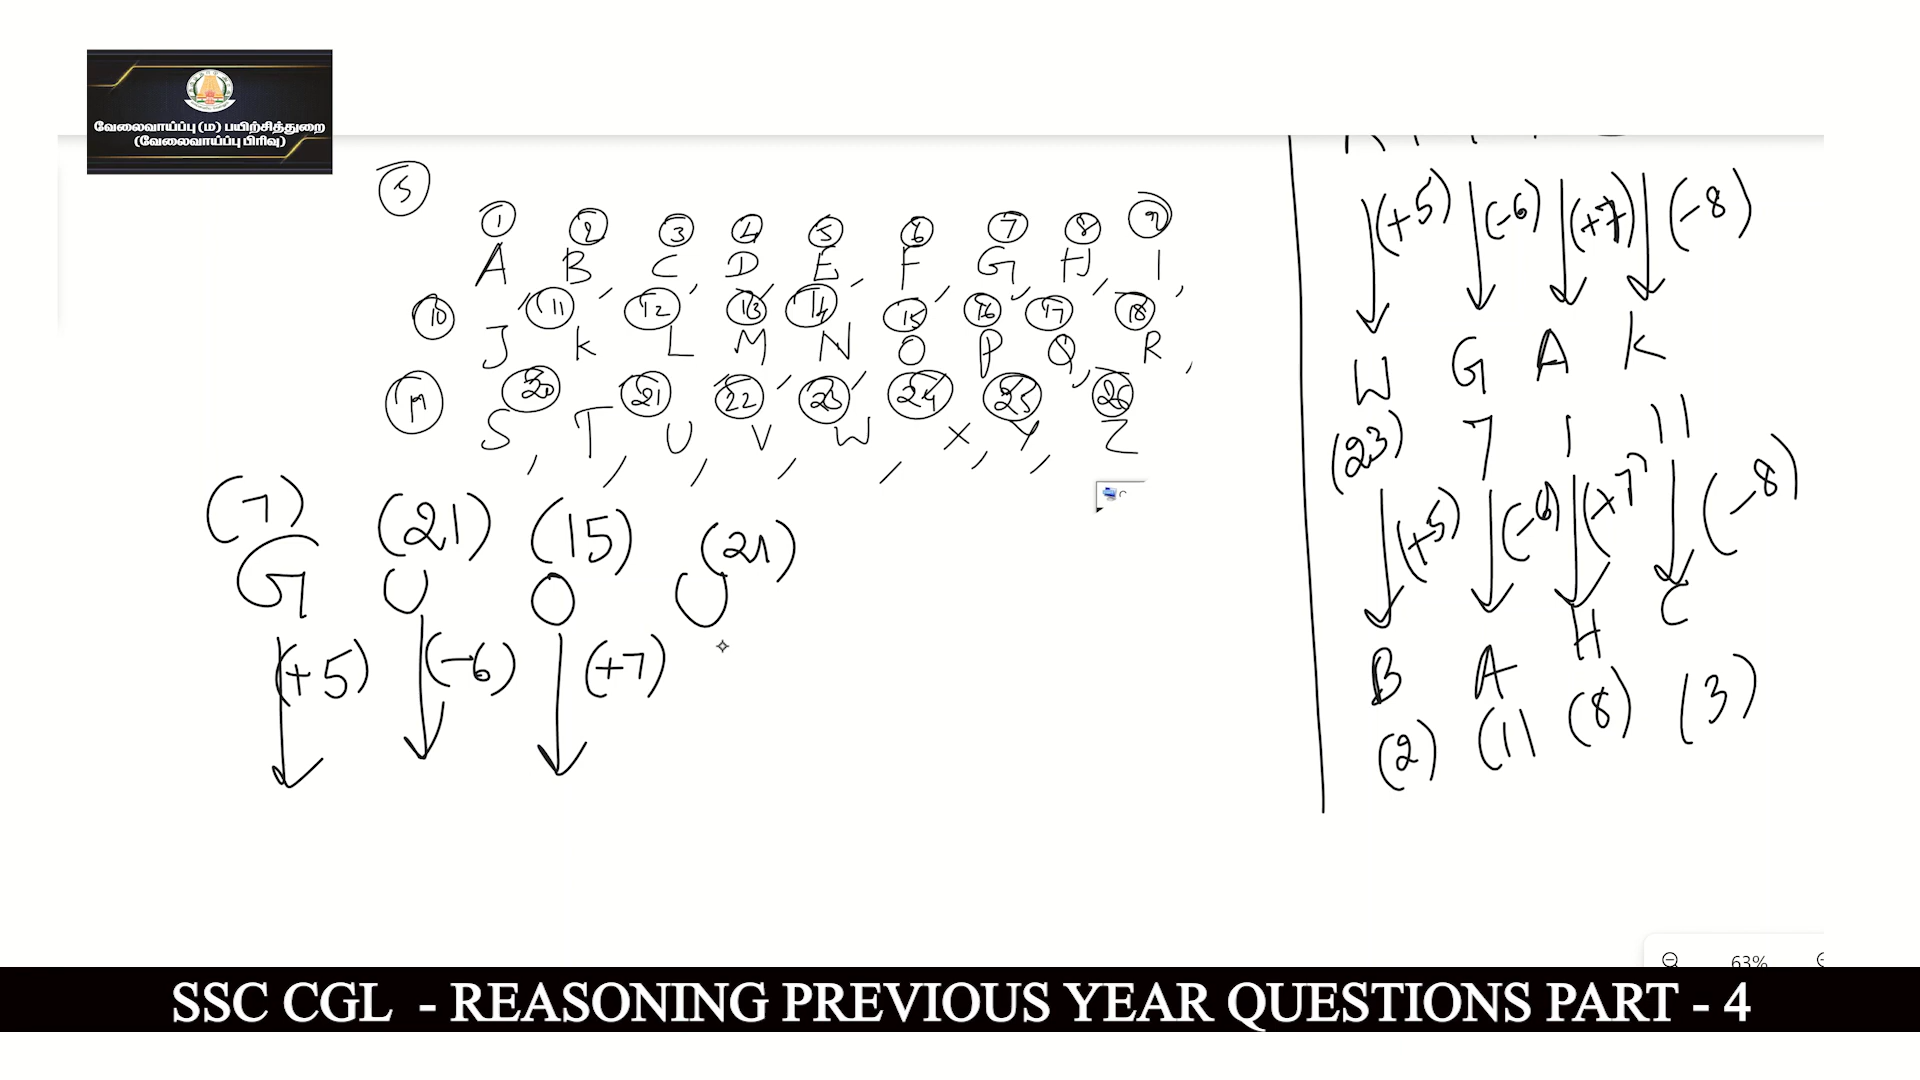 வேலைவாய்ப்பு (ம) பயிற்சித்துறை
(வேலைவாய்ப்பு பிரிவு)
5
1 2 3 4 5 6 7 8 9
A, B, C, D, E, F, G, H, I,
10 11 12 13 14 15 16 17 18
J K L M, N, O P Q, R,
19 20 21 22 23 24 25 26
S, T, U, V, W, X, Y, Z
(7) (21) (15) (21)
G U O U
(+5) (-6) (+7)
(+5) (-6) (+7) (-8)
W G A K
(23) 7 1 11
(+5) (-6) (+7) (-8)
B A H C
(2) (1) (8) (3)
63%
SSC CGL - REASONING PREVIOUS YEAR QUESTIONS PART - 4